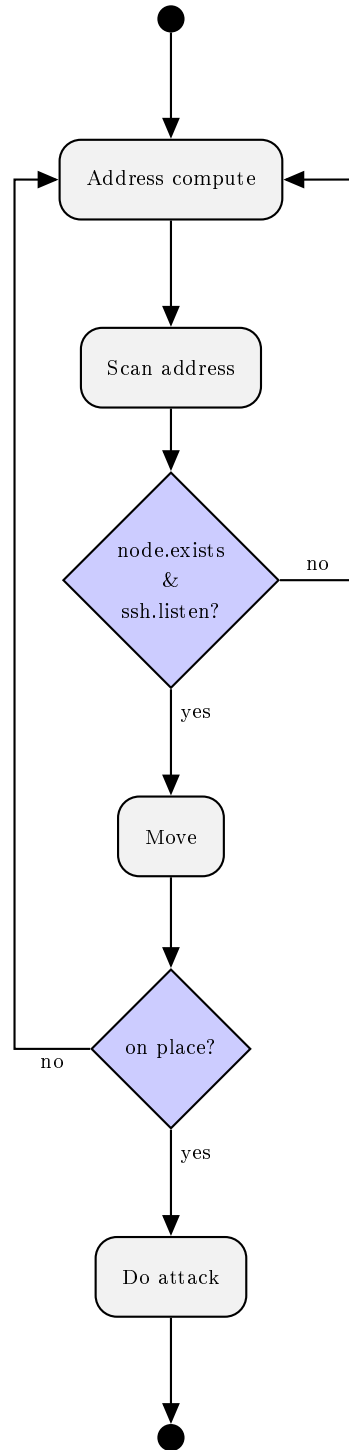 Address compute
Scan address
node.exists
&
ssh.listen?
no
yes
Move
on place?
no
yes
Do attack